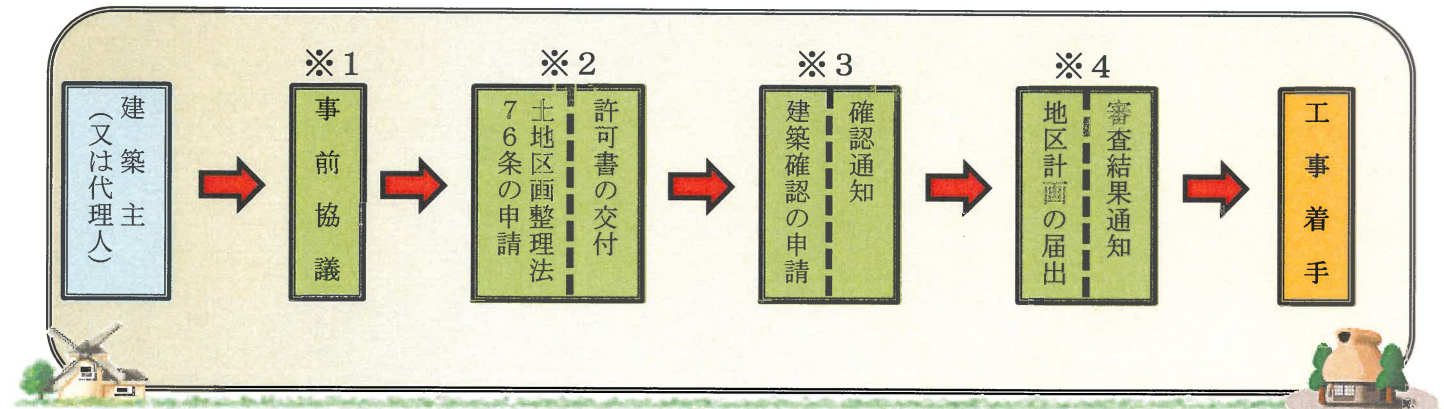 建築主
（又は代理人）
※１
事前協議
※２
７６条の申請
土地区画整理法
許可書の交付
※３
建築確認の申請
確認通知
※４
地区計画の届出
審査結果通知
工事着手